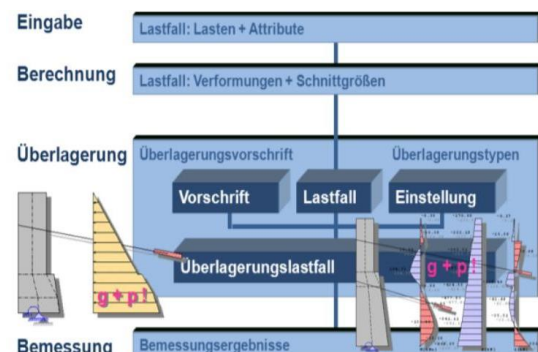 Eingabe
Lastfall: Lasten + Attribute
Berechnung
Lastfall: Verformungen + Schnittgrößen
Überlagerung
Überlagerungsvorschrift Überlagerungstypen
Vorschrift Lastfall Einstellung
Überlagerungslastfall
g + p !
g + p !
Bemessung
Bemessungsergebnisse